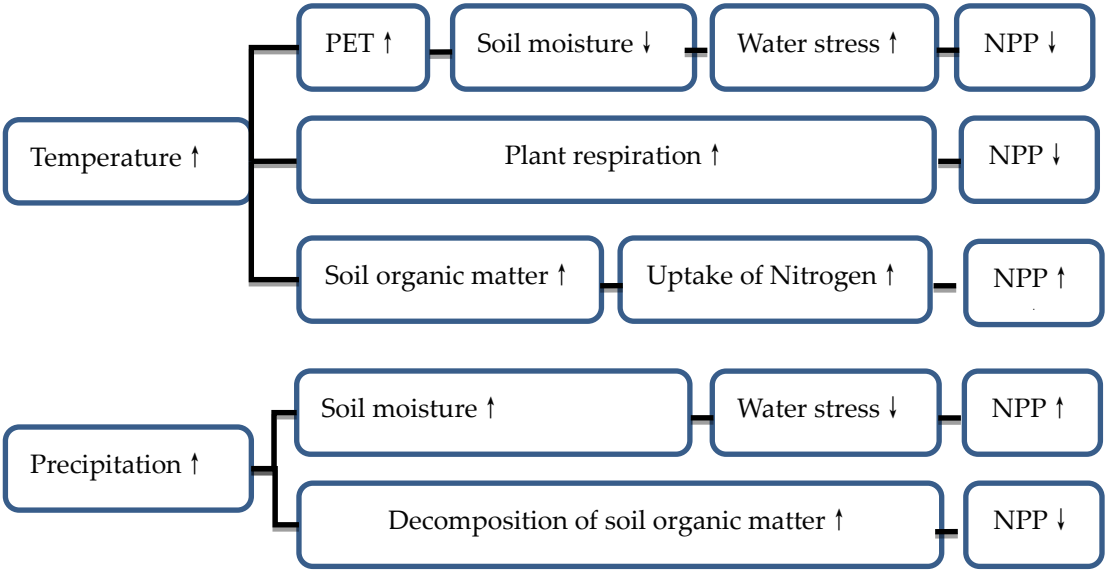 PET ↑
Soil moisture ↓
Water stress ↑
NPP ↓
Temperature ↑
Plant respiration ↑
NPP ↓
Soil organic matter ↑
Uptake of Nitrogen ↑
NPP ↑
.
Soil moisture ↑
Water stress ↓
NPP ↑
Precipitation ↑
Decomposition of soil organic matter ↑
NPP ↓